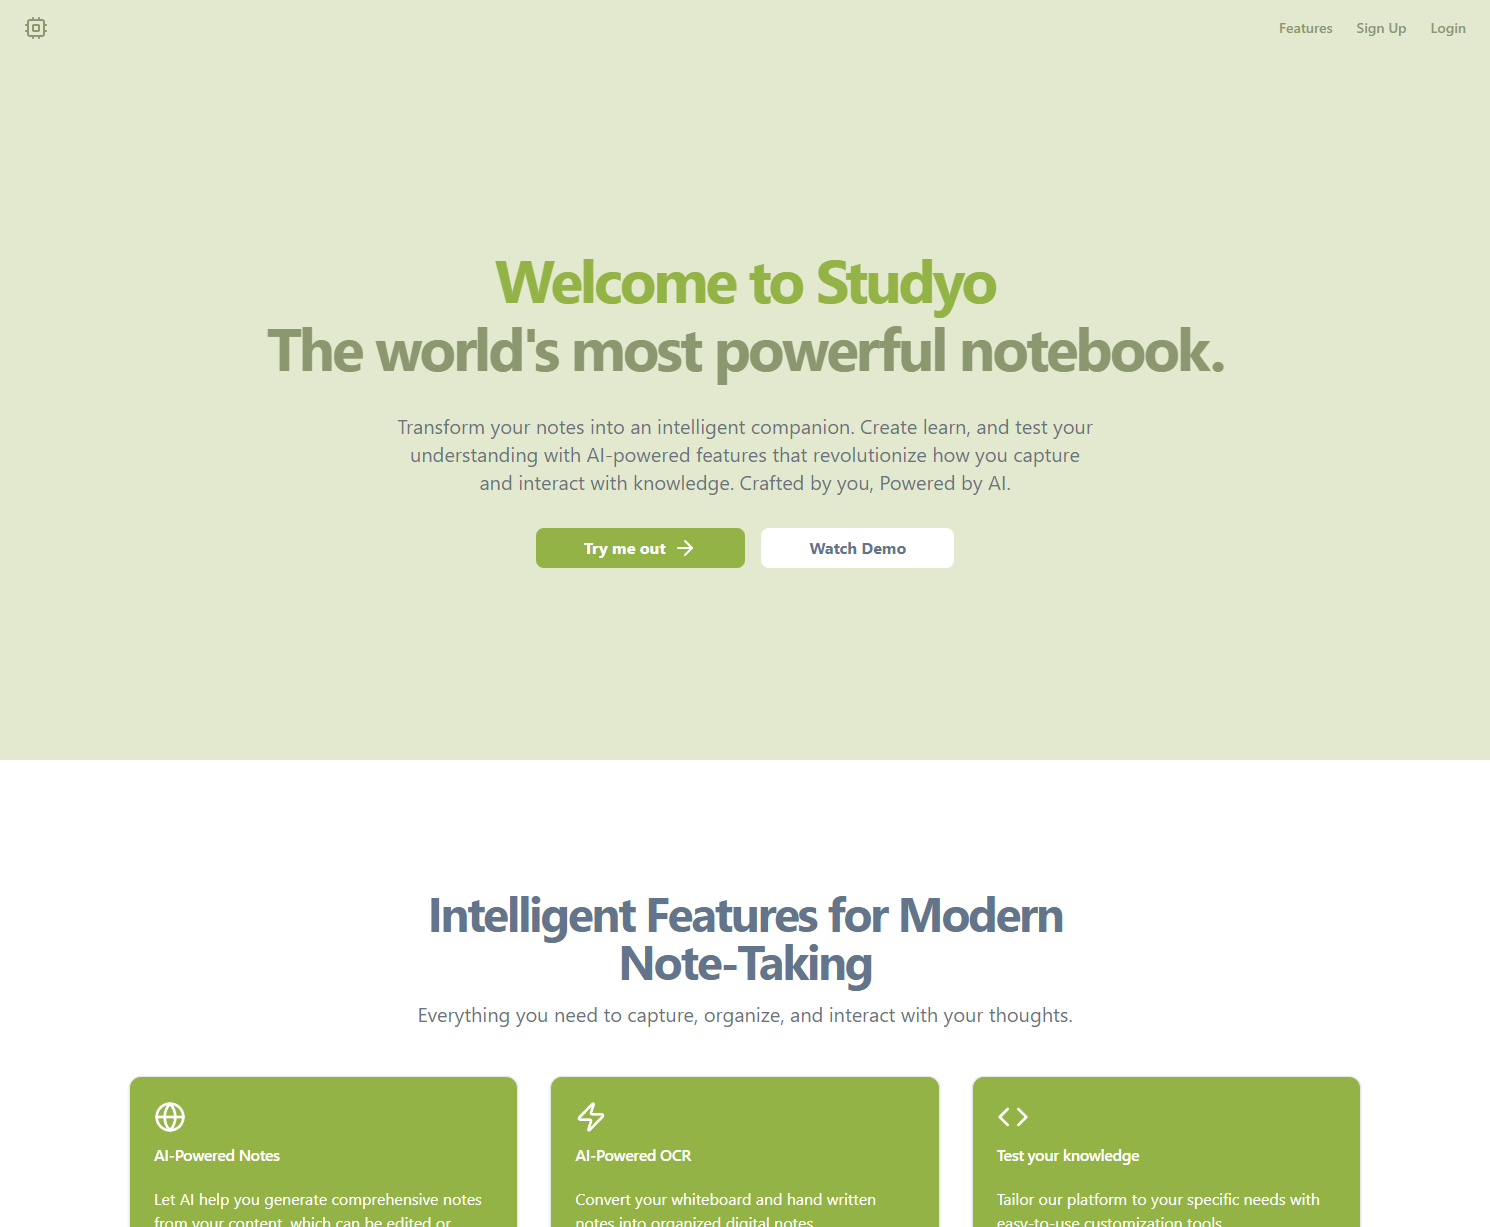 Features
Sign Up
Login
Welcome to Studyo
The world's most powerful notebook.
Transform your notes into an intelligent companion. Create learn, and test your
understanding with AI-powered features that revolutionize how you capture
and interact with knowledge. Crafted by you, Powered by AI.
Try me out
Watch Demo
Intelligent Features for Modern
Note-Taking
Everything you need to capture, organize, and interact with your thoughts.
AI-Powered Notes
Let AI help you generate comprehensive notes
from your content, which can be edited or
AI-Powered OCR
Convert your whiteboard and hand written
notes into organized digital notes
Test your knowledge
Tailor our platform to your specific needs with
easy-to-use customization tools